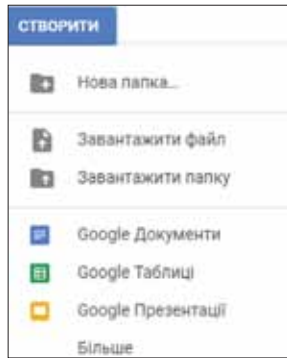 СТВОРИТИ
Нова папка...
Завантажити файл
Завантажити папку
Google Документи
Google Таблиці
Google Презентації
Більше